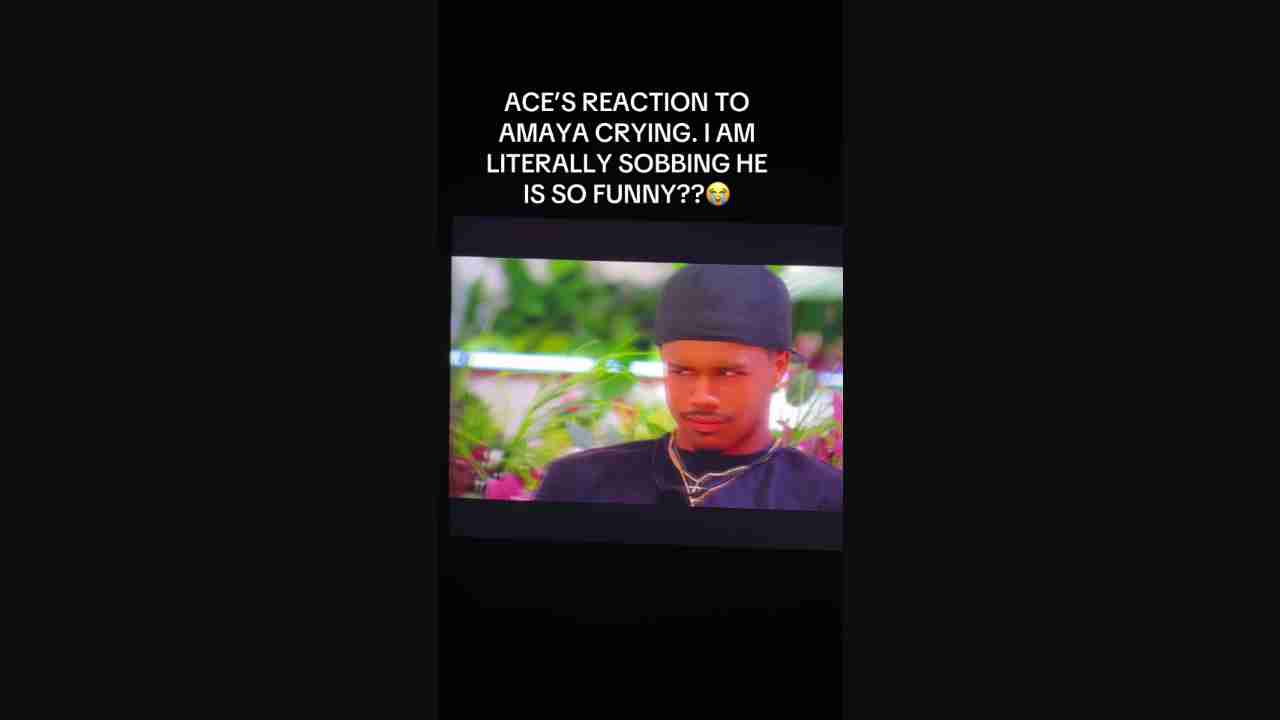 ACE’S REACTION TO
AMAYA CRYING. I AM
LITERALLY SOBBING HE
IS SO FUNNY??😭